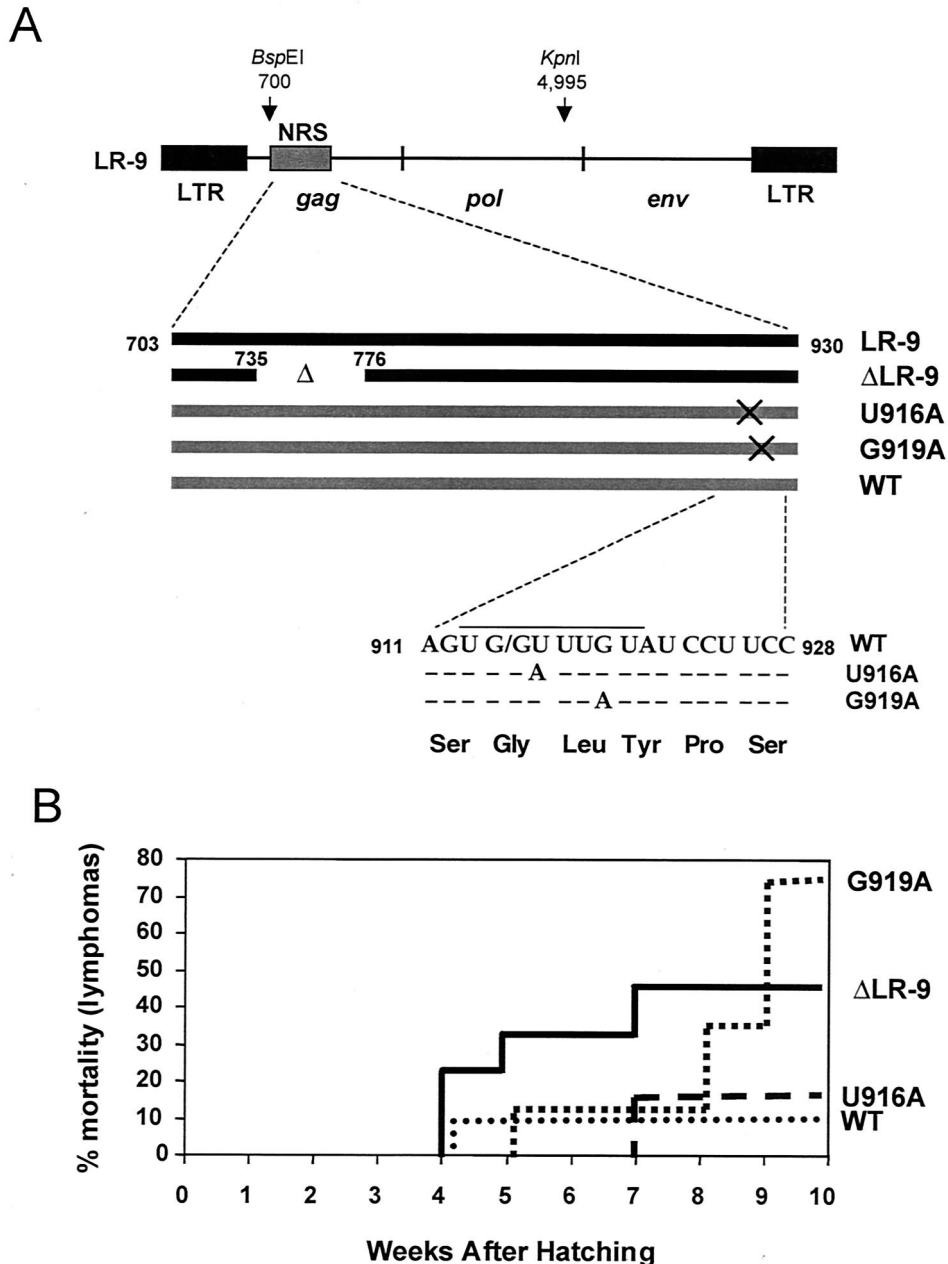 A
BspEI
700
KpnI
4,995
NRS
LR-9
LTR
gag
pol
env
LTR
703
930
LR-9
735
776
Δ
ΔLR-9
U916A
G919A
WT
911 AGU G/GU UUG UAU CCU UCC 928 WT
--- --A --- --- --- --- U916A
--- --- --A --- --- --- G919A
Ser Gly Leu Tyr Pro Ser
B
% mortality (lymphomas)
80
70
60
50
40
30
20
10
0
G919A
ΔLR-9
U916A
WT
0 1 2 3 4 5 6 7 8 9 10
Weeks After Hatching